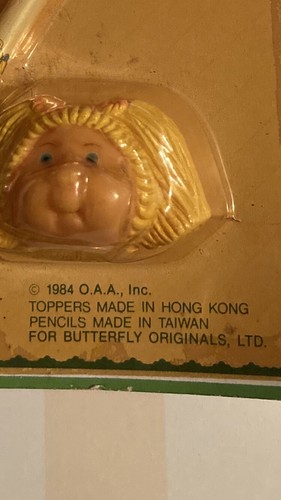 © 1984 O.A.A., Inc.
TOPPERS MADE IN HONG KONG
PENCILS MADE IN TAIWAN
FOR BUTTERFLY ORIGINALS, LTD.